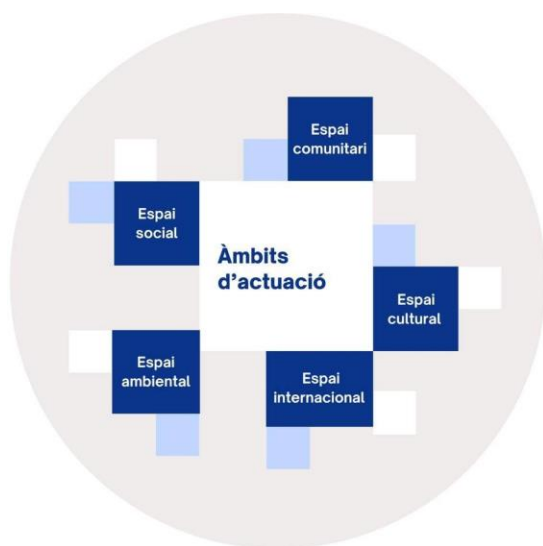 Espai
comunitari
Espai
social
Àmbits
d'actuació
Espai
cultural
Espai
ambiental
Espai
internacional